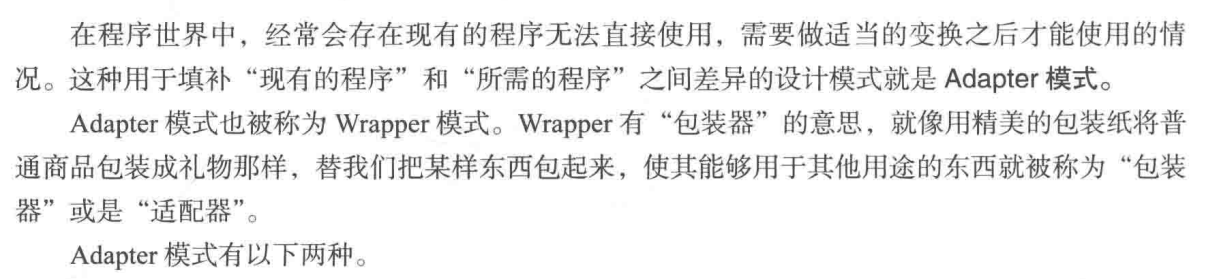 在程序世界中，经常会存在现有的程序无法直接使用，需要做适当的变换之后才能使用的情
况。这种用于填补“现有的程序”和“所需的程序”之间差异的设计模式就是 Adapter 模式。
Adapter 模式也被称为 Wrapper 模式。Wrapper 有“包装器”的意思，就像用精美的包装纸将普
通商品包装成礼物那样，替我们把某样东西包起来，使其能够用于其他用途的东西就被称为“包装
器”或是“适配器”。
Adapter 模式有以下两种。